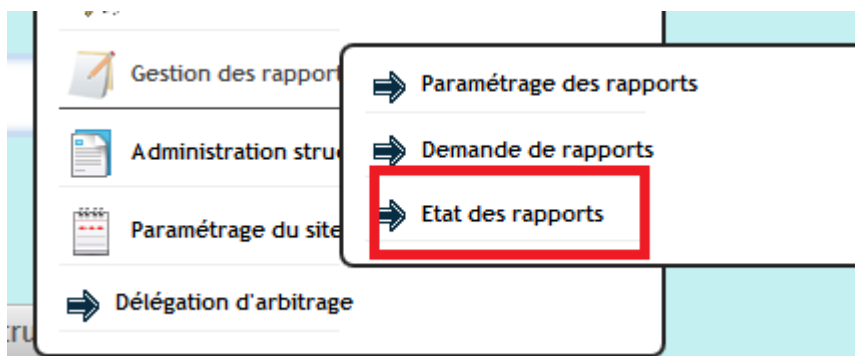 Gestion des rapport
Paramétrage des rapports
Administration stru
Demande de rapports
Etat des rapports
Paramétrage du site
Délégation d'arbitrage
tru